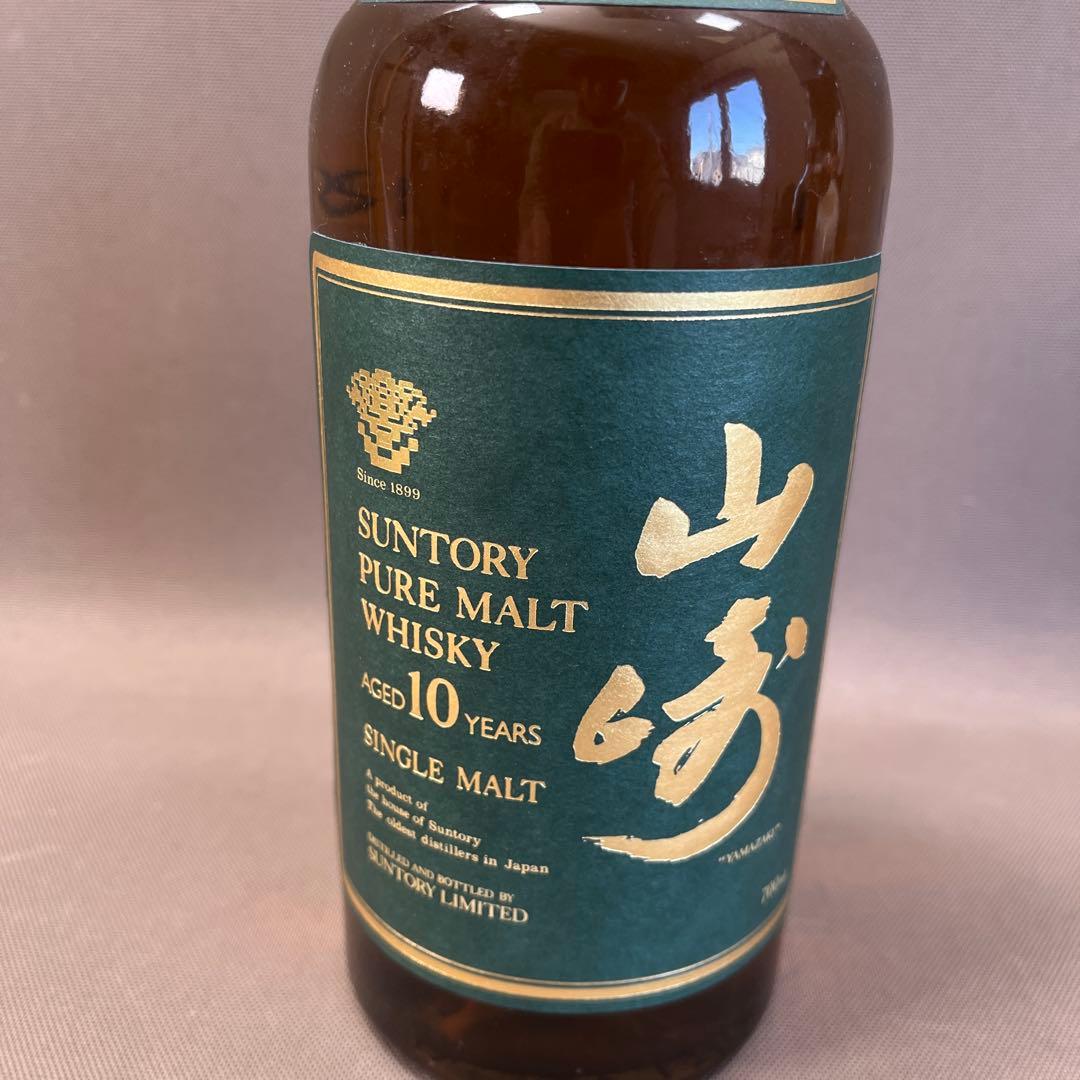 Since 1899
SUNTORY
PURE MALT
WHISKY
AGED 10 YEARS
SINGLE MALT
A product of
the house of Suntory
The oldest distillers in Japan
DISTILLED AND BOTTLED BY
SUNTORY LIMITED
山崎
"YAMAZAKI"